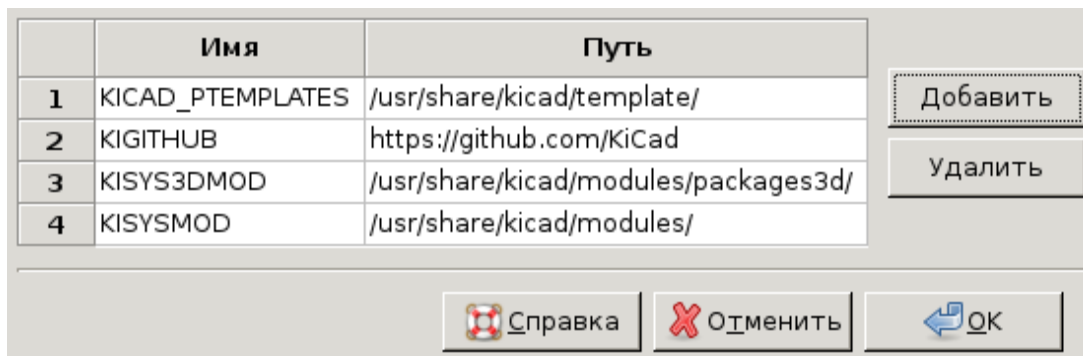 Имя Путь
1 KICAD_PTEMPLATES /usr/share/kicad/template/
2 KIGITHUB https://github.com/KiCad
3 KISYS3DMOD /usr/share/kicad/modules/packages3d/
4 KISYSMOD /usr/share/kicad/modules/
Добавить
Удалить
Справка Отменить OK